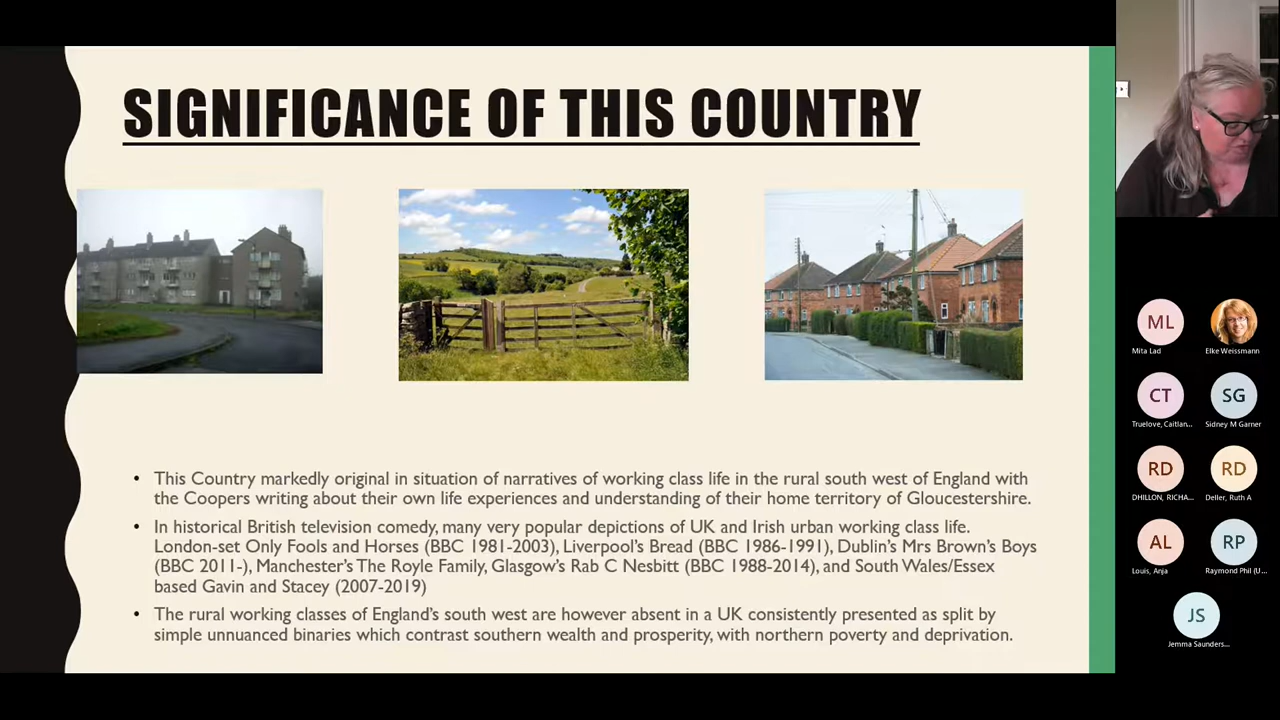 SIGNIFICANCE OF THIS COUNTRY
• This Country markedly original in situation of narratives of working class life in the rural south west of England with
the Coopers writing about their own life experiences and understanding of their home territory of Gloucestershire.
• In historical British television comedy, many very popular depictions of UK and Irish urban working class life.
London-set Only Fools and Horses (BBC 1981-2003), Liverpool's Bread (BBC 1986-1991), Dublin's Mrs Brown's Boys
(BBC 2011-), Manchester's The Royle Family, Glasgow's Rab C Nesbitt (BBC 1988-2014), and South Wales/Essex
based Gavin and Stacey (2007-2019)
• The rural working classes of England's south west are however absent in a UK consistently presented as split by
simple unnuanced binaries which contrast southern wealth and prosperity, with northern poverty and deprivation.
ML
Mita Lad
Elke Weissmann
CT
SG
Truelove, Caitlan...
Sidney M Garner
RD
RD
DHILLON, RICHA...
Deller, Ruth A
AL
RP
Louis, Anja
Raymond Phil (U...
JS
Jemma Saunders...